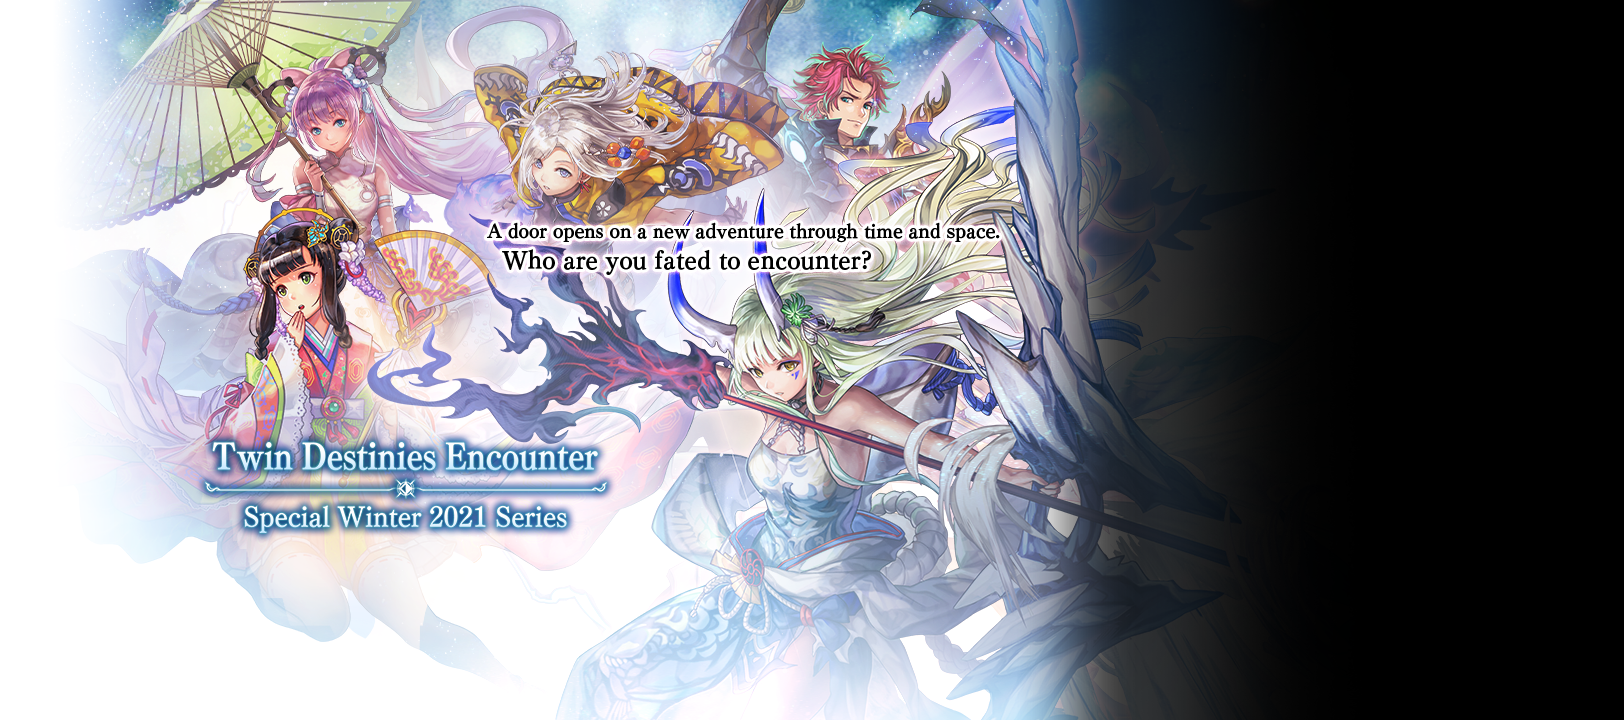 A door opens on a new adventure through time and space.
Who are you fated to encounter?
Twin Destinies Encounter
Special Winter 2021 Series